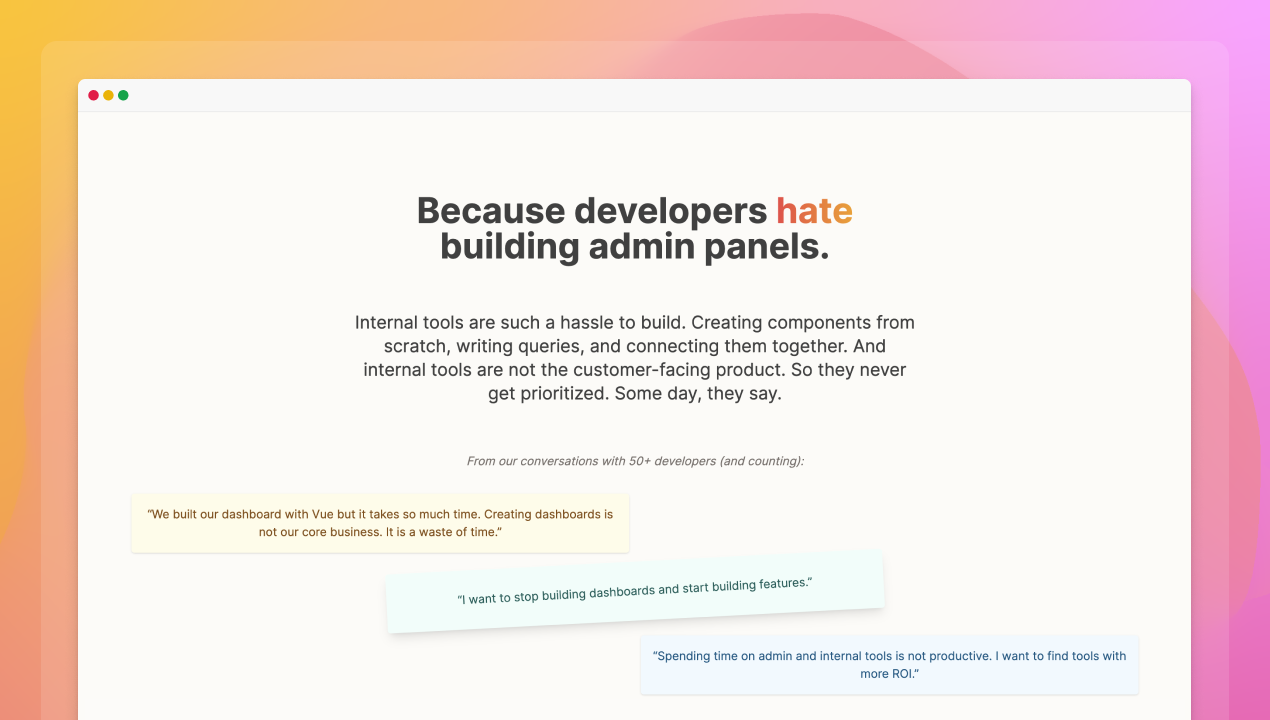 Because developers hate
building admin panels.
Internal tools are such a hassle to build. Creating components from
scratch, writing queries, and connecting them together. And
internal tools are not the customer-facing product. So they never
get prioritized. Some day, they say.
From our conversations with 50+ developers (and counting):
“We built our dashboard with Vue but it takes so much time. Creating dashboards is
not our core business. It is a waste of time.”
“I want to stop building dashboards and start building features.”
“Spending time on admin and internal tools is not productive. I want to find tools with
more ROI.”